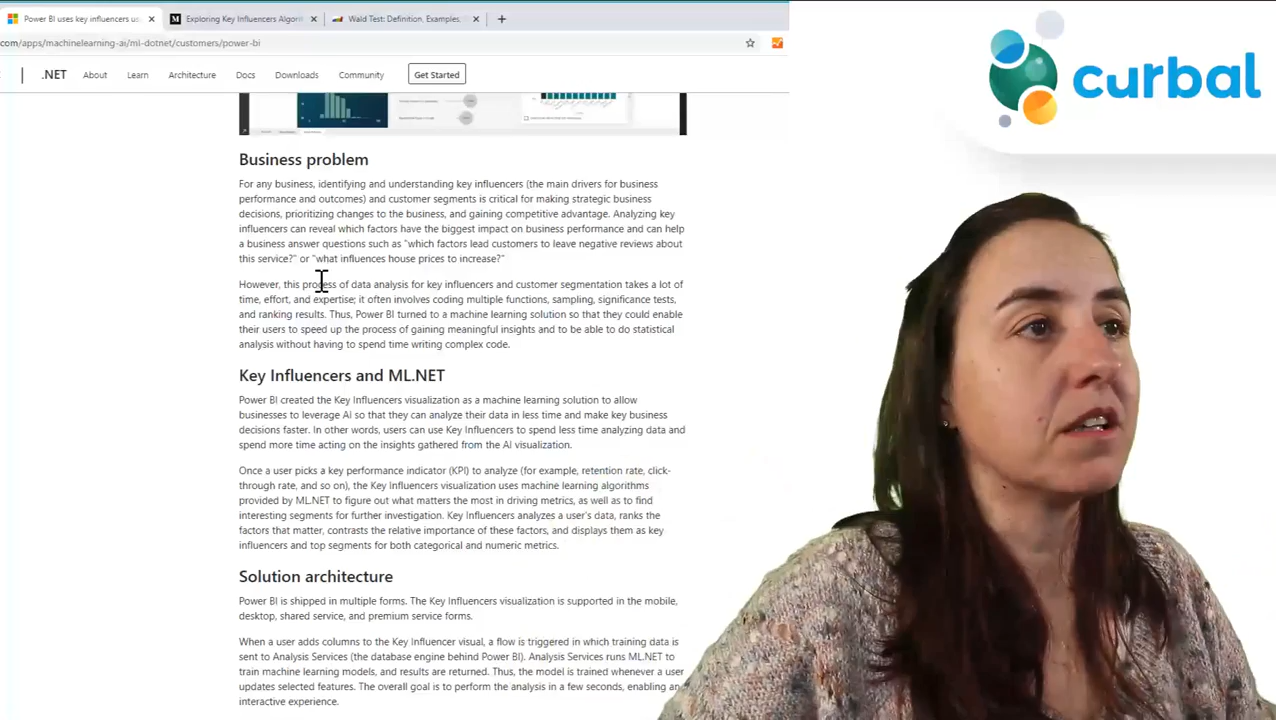 Power BI uses key influencers u
Exploring Key Influencers Algori
Wald Test: Definition, Examples,
com/apps/machinelearning-ai/ml-dotnet/customers/power-bi
.NET About Learn Architecture Docs Downloads Community Get Started
curbal
Business problem
For any business, identifying and understanding key influencers (the main drivers for business
performance and outcomes) and customer segments is critical for making strategic business
decisions, prioritizing changes to the business, and gaining competitive advantage. Analyzing key
influencers can reveal which factors have the biggest impact on business performance and can help
a business answer questions such as "which factors lead customers to leave negative reviews about
this service?" or "what influences house prices to increase?"
However, this process of data analysis for key influencers and customer segmentation takes a lot of
time, effort, and expertise; it often involves coding multiple functions, sampling, significance tests,
and ranking results. Thus, Power BI turned to a machine learning solution so that they could enable
their users to speed up the process of gaining meaningful insights and to be able to do statistical
analysis without having to spend time writing complex code.
Key Influencers and ML.NET
Power BI created the Key Influencers visualization as a machine learning solution to allow
businesses to leverage AI so that they can analyze their data in less time and make key business
decisions faster. In other words, users can use Key Influencers to spend less time analyzing data and
spend more time acting on the insights gathered from the AI visualization.
Once a user picks a key performance indicator (KPI) to analyze (for example, retention rate, click-
through rate, and so on), the Key Influencers visualization uses machine learning algorithms
provided by ML.NET to figure out what matters the most in driving metrics, as well as to find
interesting segments for further investigation. Key Influencers analyzes a user's data, ranks the
factors that matter, contrasts the relative importance of these factors, and displays them as key
influencers and top segments for both categorical and numeric metrics.
Solution architecture
Power BI is shipped in multiple forms. The Key Influencers visualization is supported in the mobile,
desktop, shared service, and premium service forms.
When a user adds columns to the Key Influencer visual, a flow is triggered in which training data is
sent to Analysis Services (the database engine behind Power BI). Analysis Services runs ML.NET to
train machine learning models, and results are returned. Thus, the model is trained whenever a user
updates selected features. The overall goal is to perform the analysis in a few seconds, enabling an
interactive experience.